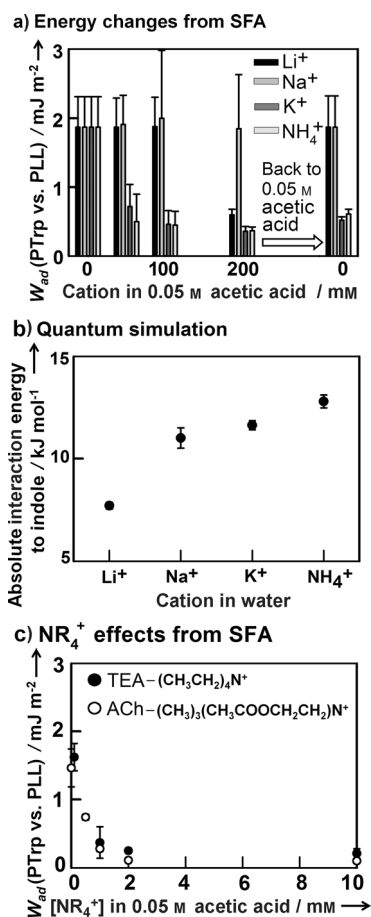 a) Energy changes from SFA
W_ad (PTrp vs. PLL) / mJ m⁻²
3
2
1
0
Li⁺
Na⁺
K⁺
NH₄⁺
Back to
0.05 M
acetic
acid
0 100 200 0
Cation in 0.05 M acetic acid / mM
b) Quantum simulation
Absolute interaction energy
to indole / kJ mol⁻¹
15
10
5
Li⁺ Na⁺ K⁺ NH₄⁺
Cation in water
c) NR₄⁺ effects from SFA
W_ad (PTrp vs. PLL) / mJ m⁻²
3
2
1
0
TEA–(CH₃CH₂)₄N⁺
ACh–(CH₃)₃(CH₃COOCH₂CH₂)N⁺
0 2 4 6 8 10
[NR₄⁺] in 0.05 M acetic acid / mM